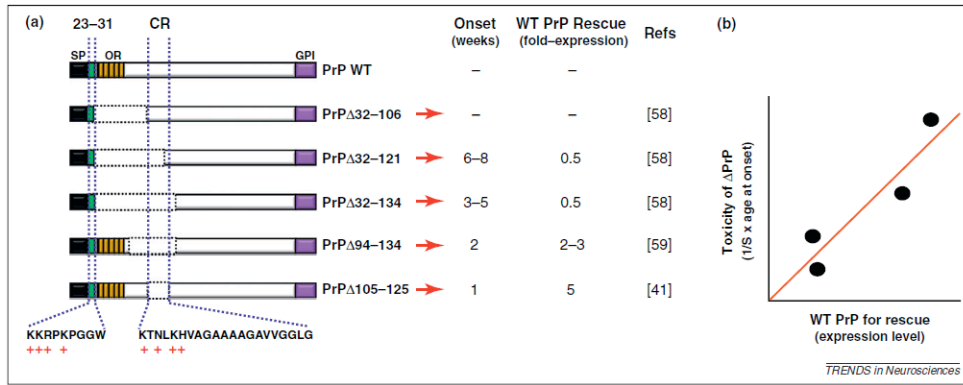 (a)
23–31 CR
Onset WT PrP Rescue Refs
(weeks) (fold–expression)
SP OR GPI
PrP WT – –
PrPΔ32–106 – – [58]
PrPΔ32–121 6–8 0.5 [58]
PrPΔ32–134 3–5 0.5 [58]
PrPΔ94–134 2 2–3 [59]
PrPΔ105–125 1 5 [41]
KKRPKPGGW KTNLKHVAGAAAAGAVVGGLG
+++ + + + ++
(b)
Toxicity of ΔPrP
(1/S x age at onset)
WT PrP for rescue
(expression level)
TRENDS in Neurosciences